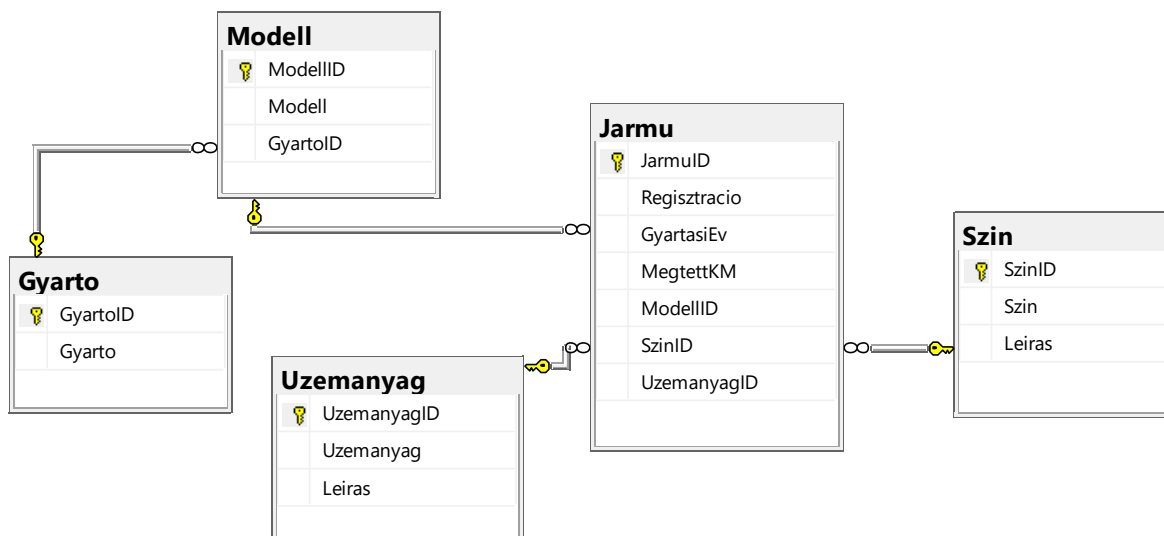 Modell
ModellID
Modell
GyartoID
Gyarto
GyartoID
Gyarto
Uzemanyag
UzemanyagID
Uzemanyag
Leiras
Jarmu
JarmuID
Regisztracio
GyartasiEv
MegtettKM
ModellID
SzinID
UzemanyagID
Szin
SzinID
Szin
Leiras